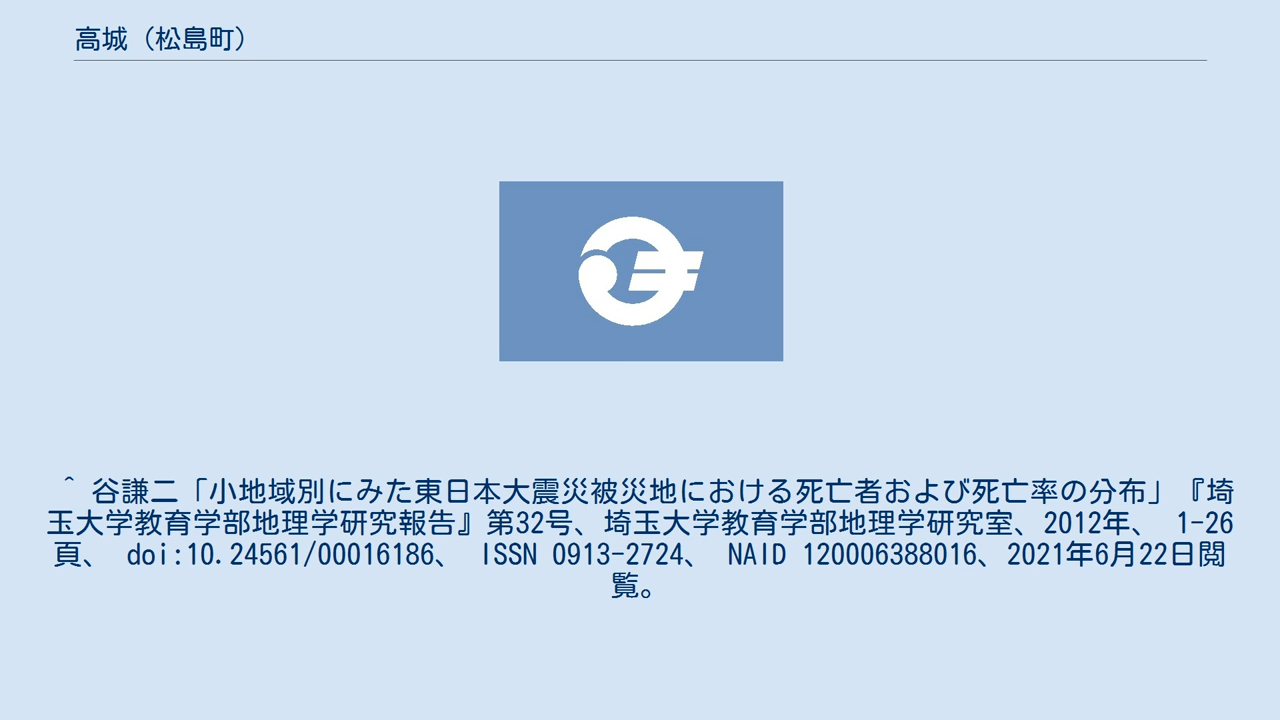 高城（松島町）
^ 谷謙二「小地域別にみた東日本大震災被災地における死亡者および死亡率の分布」『埼
玉大学教育学部地理学研究報告』第32号、埼玉大学教育学部地理学研究室、2012年、 1-26
頁、 doi:10.24561/00016186、 ISSN 0913-2724、 NAID 120006388016、2021年6月22日閲
覧。